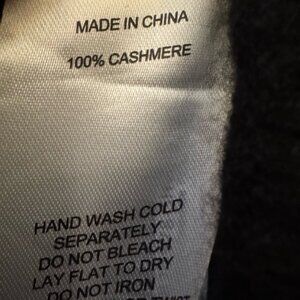 MADE IN CHINA
100% CASHMERE
HAND WASH COLD
SEPARATELY
DO NOT BLEACH
LAY FLAT TO DRY
DO NOT IRON